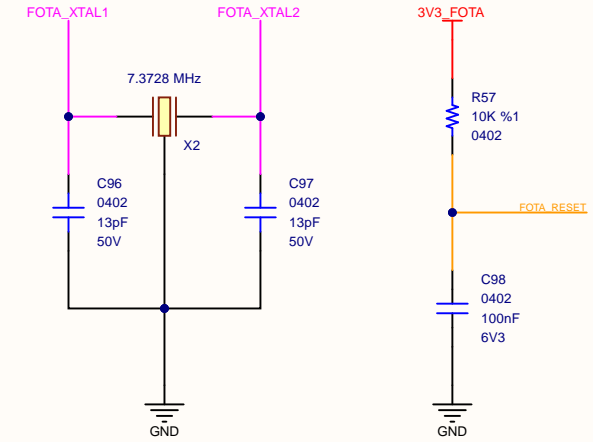 FOTA_XTAL1
FOTA_XTAL2
3V3_FOTA
7.3728 MHz
X2
R57
10K %1
0402
C96
0402
13pF
50V
C97
0402
13pF
50V
FOTA_RESET
C98
0402
100nF
6V3
GND
GND